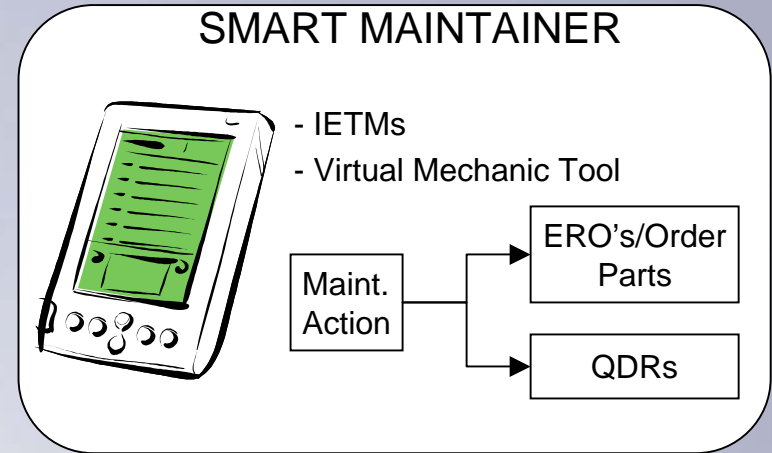 SMART MAINTAINER
- IETMs
- Virtual Mechanic Tool
Maint.
Action
ERO's/Order
Parts
QDRs